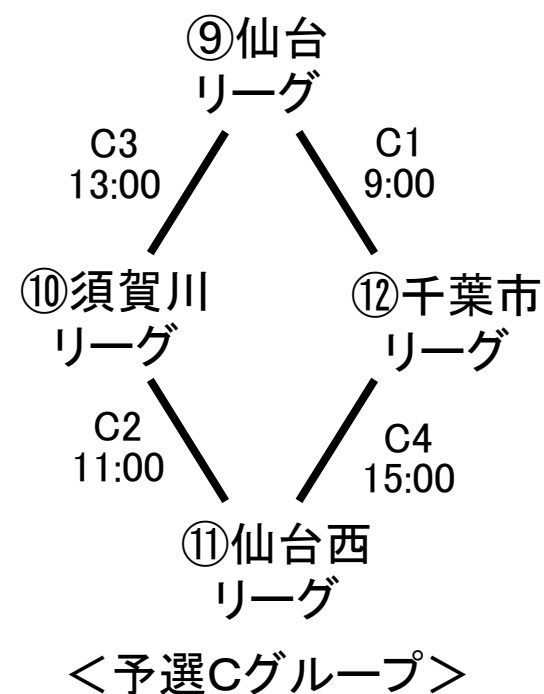 ⑨仙台
リーグ
C3
13:00
C1
9:00
⑩須賀川
リーグ
⑫千葉市
リーグ
C2
11:00
C4
15:00
⑪仙台西
リーグ
＜予選Cグループ＞